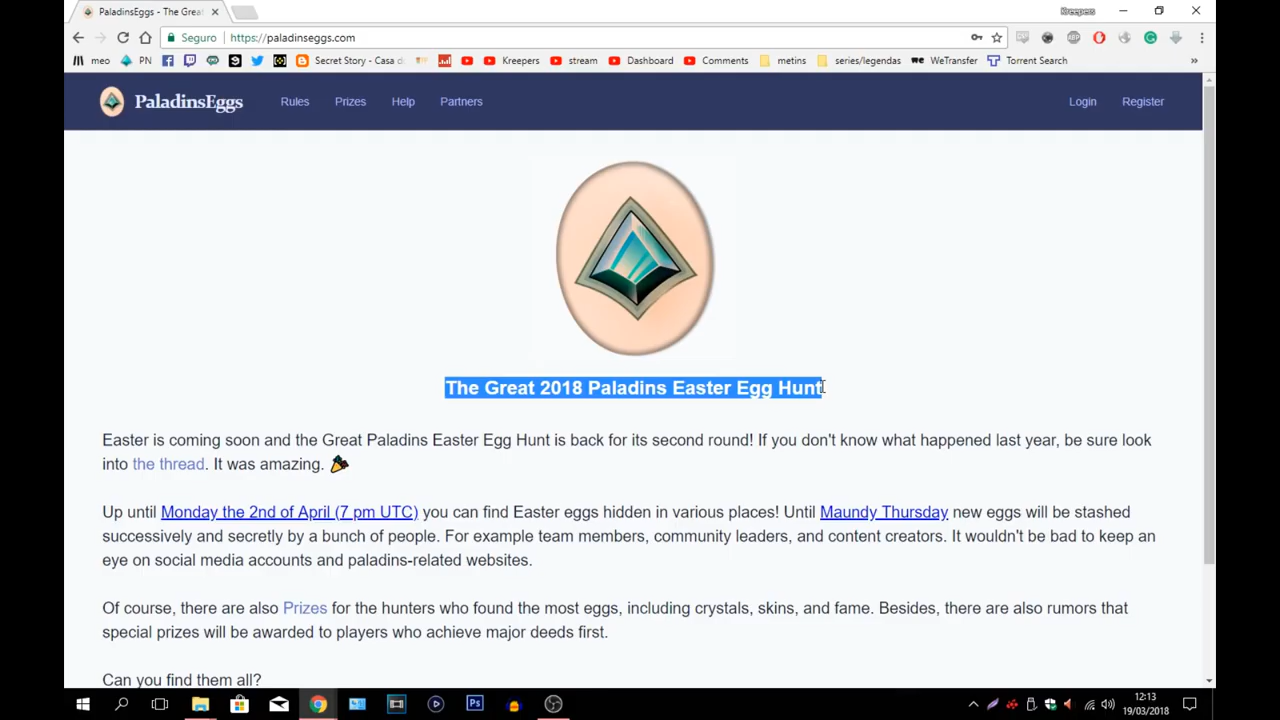 PaladinsEggs - The Great
Kreepers
Seguro
https://paladinseggs.com
meo
PN
Secret Story - Casa d
Kreepers
stream
Dashboard
Comments
metins
series/legendas
WeTransfer
Torrent Search
»
PaladinsEggs
Rules
Prizes
Help
Partners
Login
Register
The Great 2018 Paladins Easter Egg Hunt
Easter is coming soon and the Great Paladins Easter Egg Hunt is back for its second round! If you don't know what happened last year, be sure look
into the thread. It was amazing.
Up until Monday the 2nd of April (7 pm UTC) you can find Easter eggs hidden in various places! Until Maundy Thursday new eggs will be stashed
successively and secretly by a bunch of people. For example team members, community leaders, and content creators. It wouldn't be bad to keep an
eye on social media accounts and paladins-related websites.
Of course, there are also Prizes for the hunters who found the most eggs, including crystals, skins, and fame. Besides, there are also rumors that
special prizes will be awarded to players who achieve major deeds first.
Can you find them all?
Ps
12:13
19/03/2018